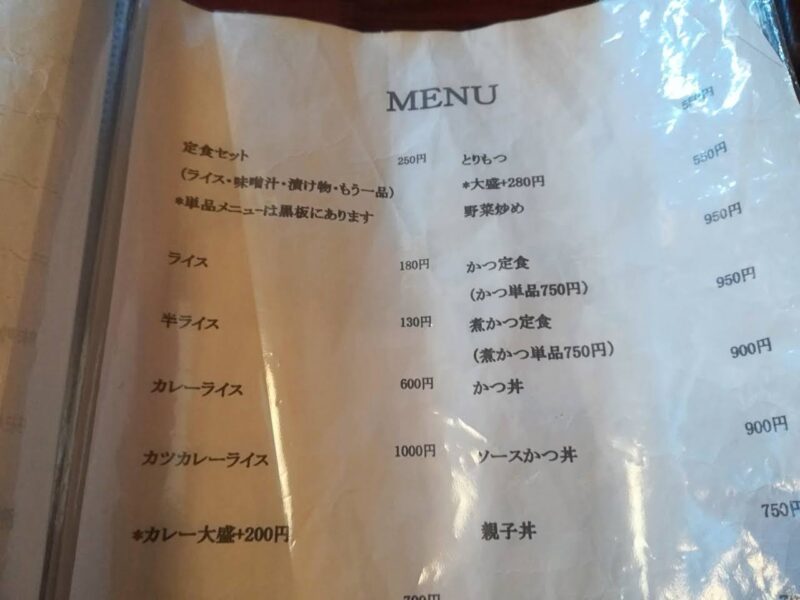 MENU
定食セット 250円
(ライス・味噌汁・漬け物・もう一品)
*単品メニューは黒板にあります
ライス 180円
半ライス 130円
カレーライス 600円
カツカレーライス 1000円
*カレー大盛+200円
700円
とりもつ
*大盛+280円
野菜炒め 550円
かつ定食 950円
(かつ単品750円)
煮かつ定食 950円
(煮かつ単品750円)
かつ丼 900円
ソースかつ丼 900円
親子丼 750円